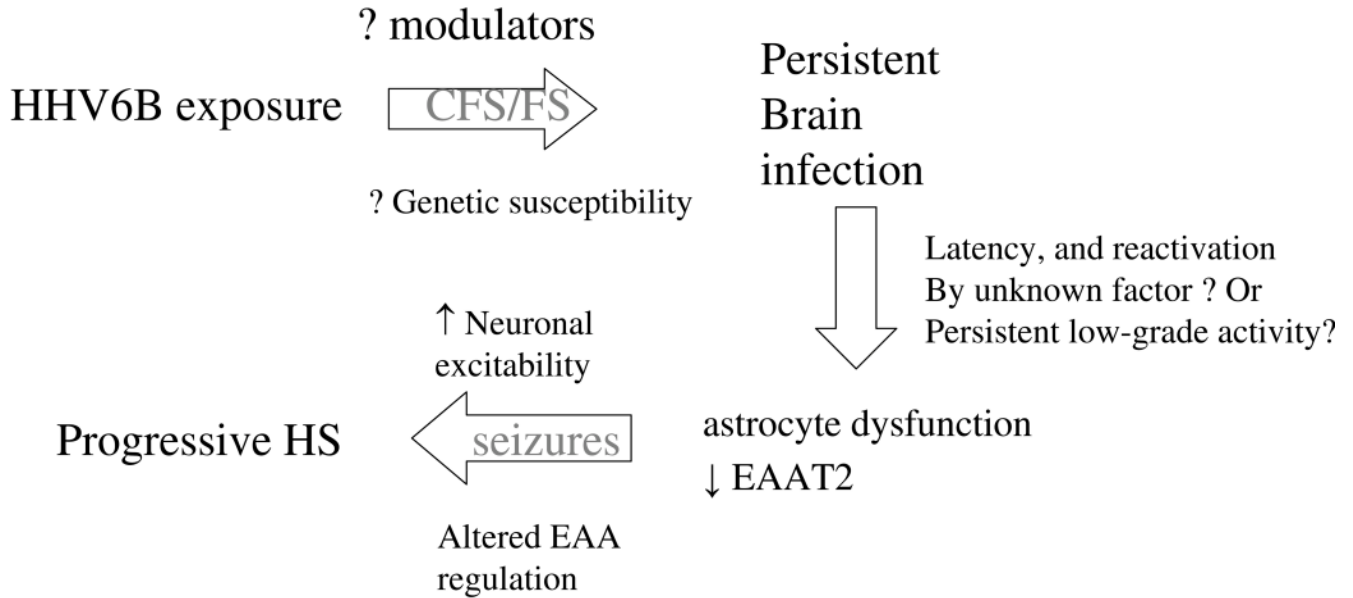 ? modulators
HHV6B exposure
CFS/FS
? Genetic susceptibility
Persistent
Brain
infection
Latency, and reactivation
By unknown factor ? Or
Persistent low-grade activity?
astrocyte dysfunction
↓ EAAT2
↑ Neuronal
excitability
seizures
Altered EAA
regulation
Progressive HS